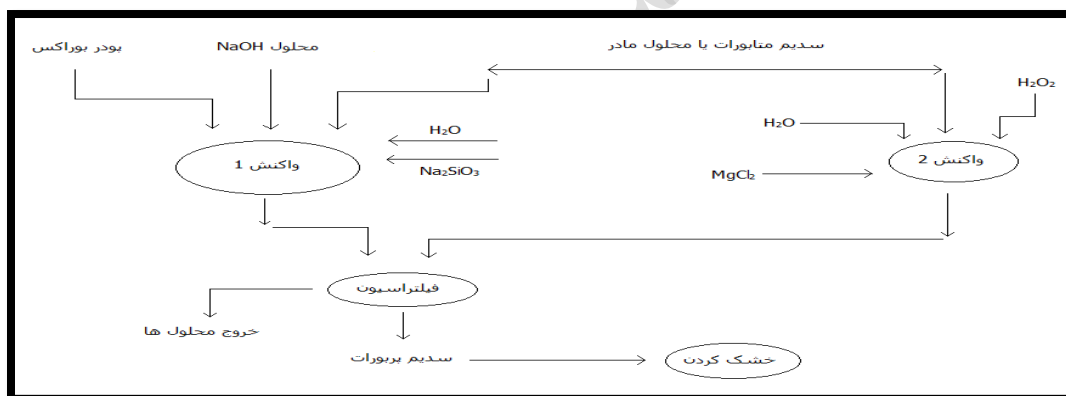 پودر بوراکس
محلول NaOH
سدیم متابورات یا محلول مادر
H₂O₂
H₂O
Na₂SiO₃
واکنش 1
H₂O
MgCl₂
واکنش 2
فیلتراسیون
خروج محلول ها
سدیم پربورات
خشک کردن